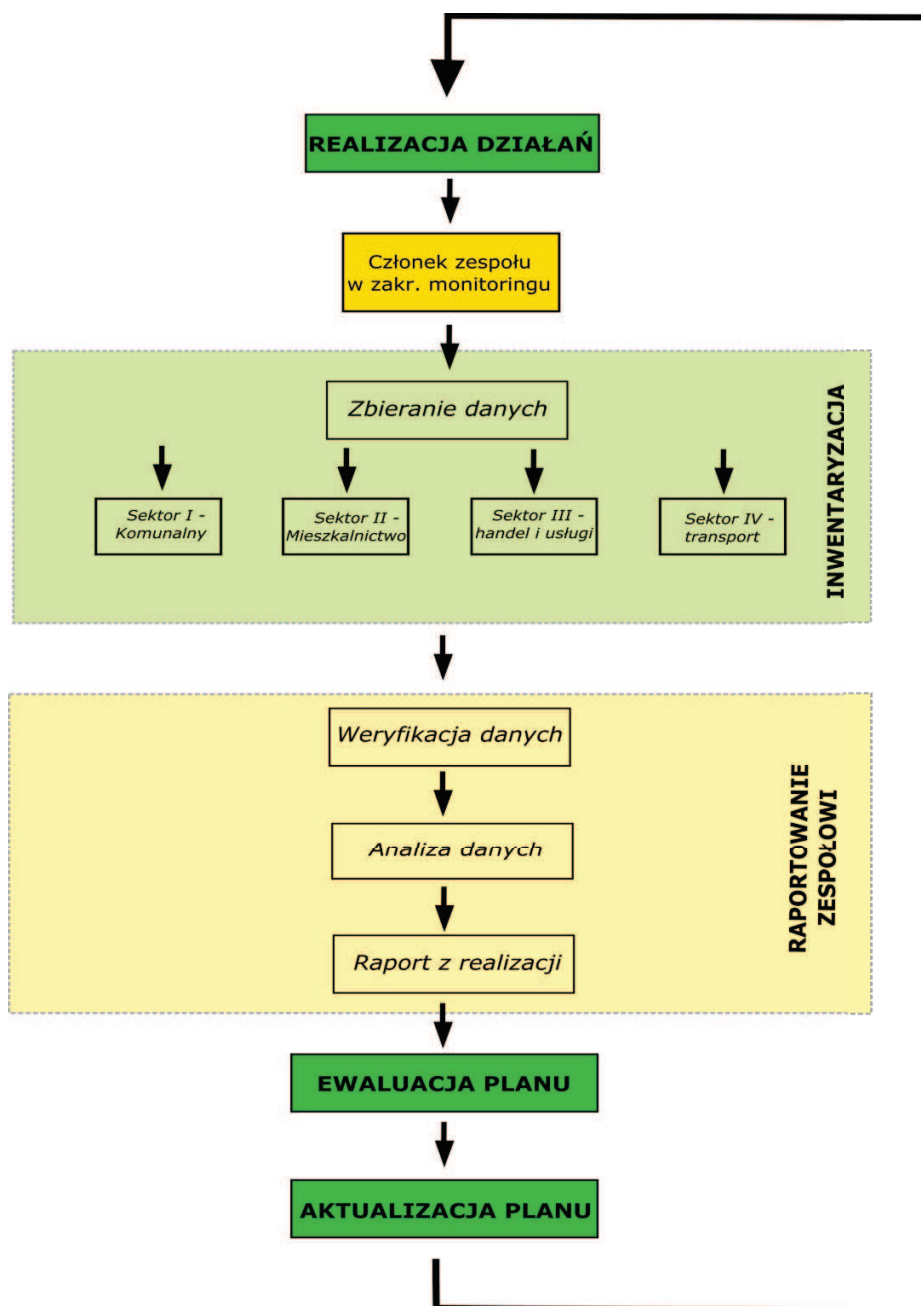 REALIZACJA DZIAŁAŃ
Członek zespołu
w zakr. monitoringu
Zbieranie danych
Sektor I -
Komunalny
Sektor II -
Mieszkalnictwo
Sektor III -
handel i usługi
Sektor IV -
transport
INWENTARYZACJA
Weryfikacja danych
Analiza danych
Raport z realizacji
RAPORTOWANIE
ZESPOŁOWI
EWALUACJA PLANU
AKTUALIZACJA PLANU